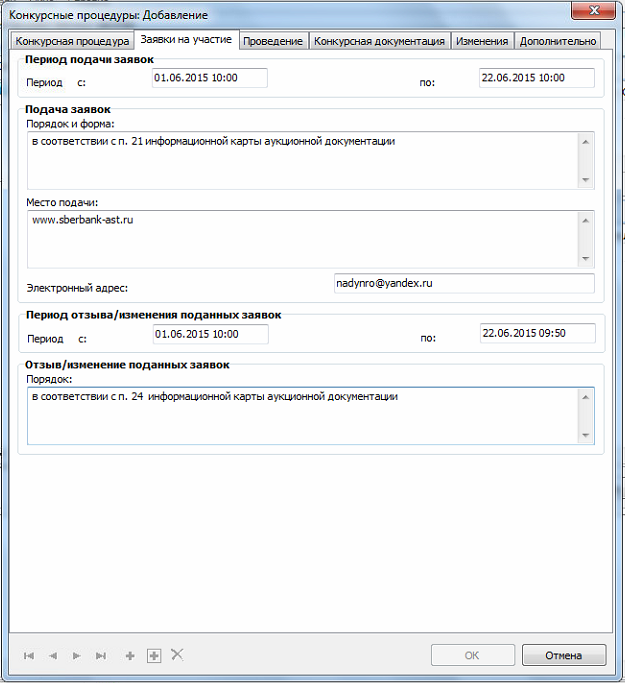 Конкурсные процедуры: Добавление
Конкурсная процедура Заявки на участие Проведение Конкурсная документация Изменения Дополнительно
Период подачи заявок
Период с: 01.06.2015 10:00 по: 22.06.2015 10:00
Подача заявок
Порядок и форма:
в соответствии с п. 21 информационной карты аукционной документации
Место подачи:
www.sberbank-ast.ru
Электронный адрес: nadynro@yandex.ru
Период отзыва/изменения поданных заявок
Период с: 01.06.2015 10:00 по: 22.06.2015 09:50
Отзыв/изменение поданных заявок
Порядок:
в соответствии с п. 24 информационной карты аукционной документации
OK Отмена